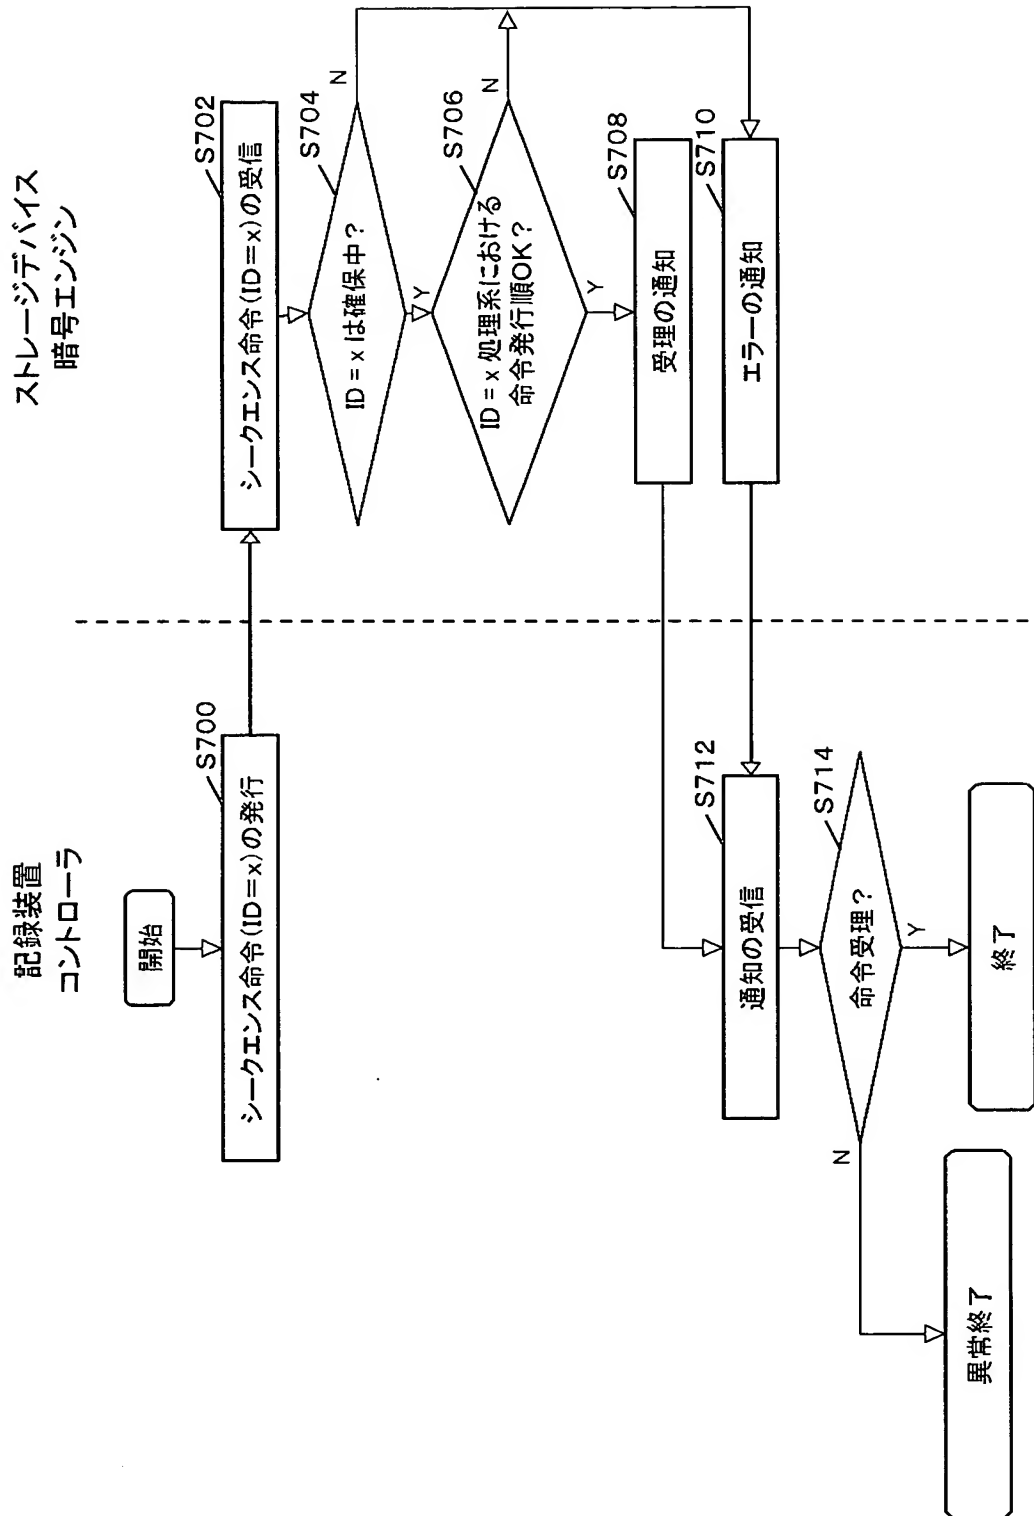 記録装置
コントローラ
ストレージデバイス
暗号エンジン
開始
S700
シークエンス命令(ID=x)の発行
S702
シークエンス命令(ID=x)の受信
S704
ID=xは確保中?
N
Y
S706
ID=x処理系における
命令発行順OK?
N
Y
S708
受理の通知
S710
エラーの通知
S712
通知の受信
S714
命令受理?
N
Y
異常終了
終了